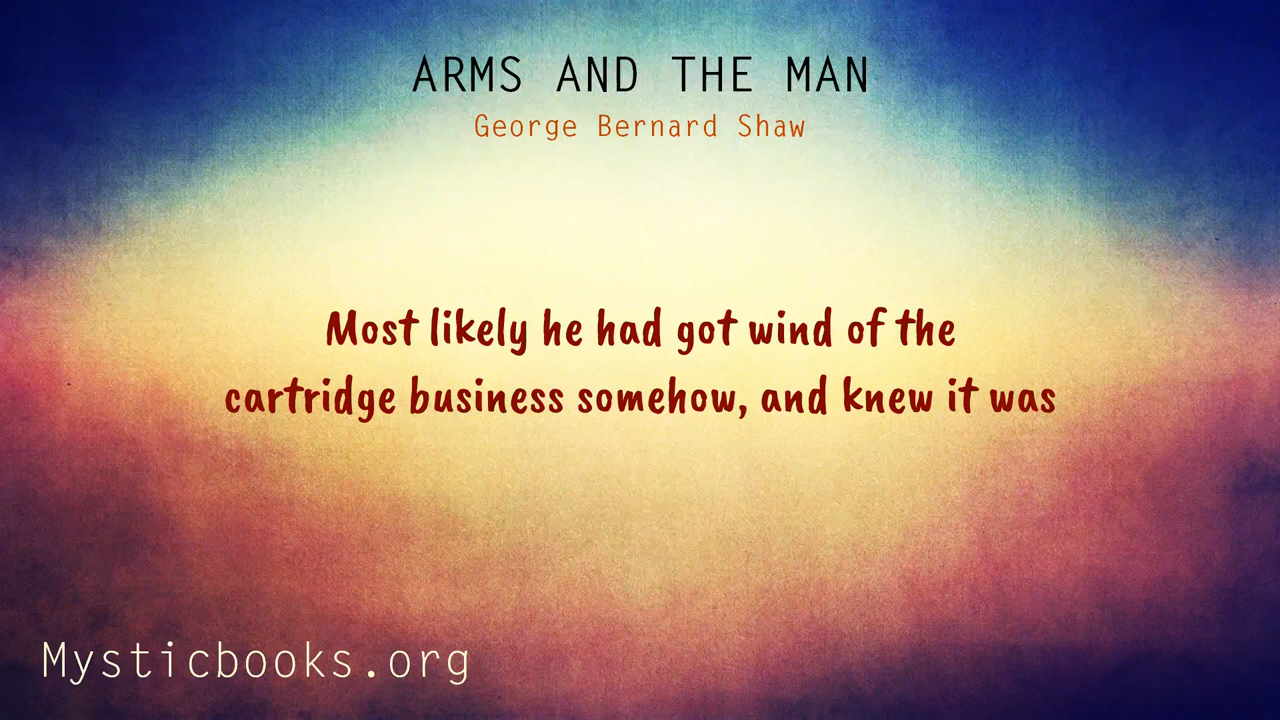 ARMS AND THE MAN
George Bernard Shaw
Most likely he had got wind of the
cartridge business somehow, and knew it was
Mysticbooks.org